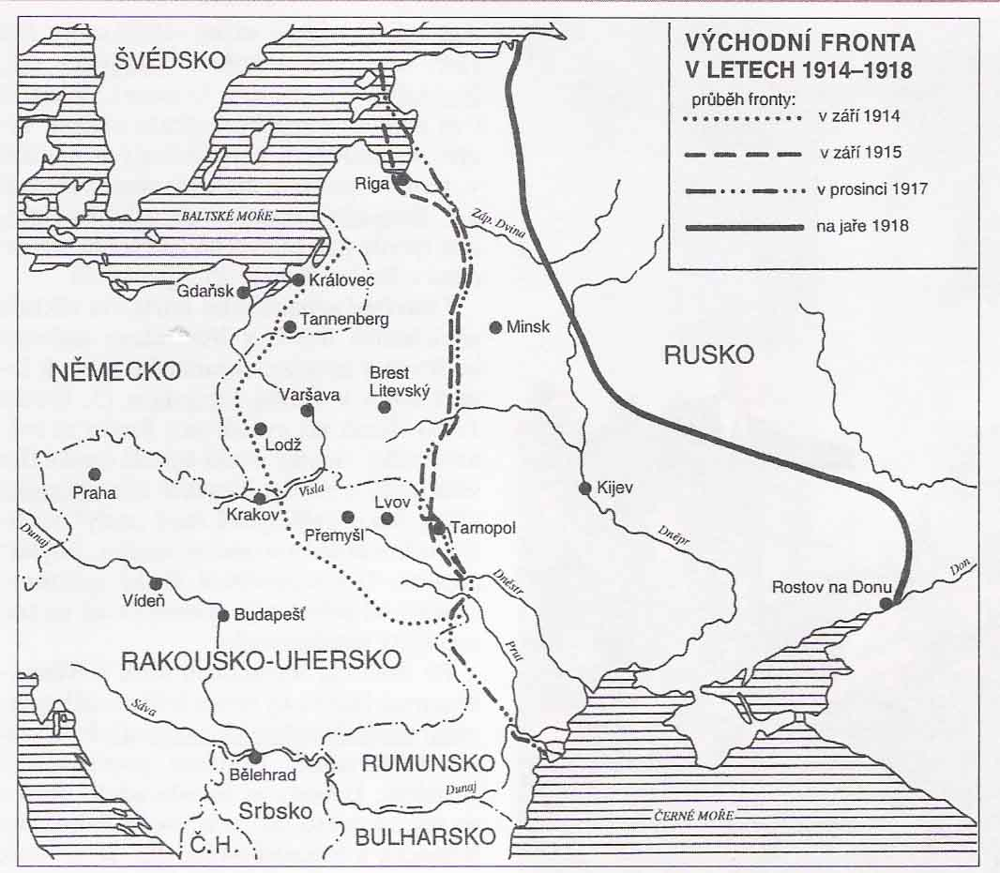 VÝCHODNÍ FRONTA
V LETECH 1914–1918
průběh fronty:
v září 1914
v září 1915
v prosinci 1917
na jaře 1918
ŠVÉDSKO
Riga
BALTSKÉ MOŘE
Záp. Dvina
Královec
Gdaňsk
Tannenberg
Minsk
NĚMECKO
RUSKO
Brest
Litevský
Varšava
Lodž
Praha
Visla
Krakov
Kijev
Lvov
Přemyšl
Tarnopol
Dunaj
Dněpr
Dněstr
Don
Vídeň
Rostov na Donu
Budapešť
Prut
RAKOUSKO-UHERSKO
Sáva
RUMUNSKO
Bělehrad
Dunaj
Srbsko
ČERNÉ MOŘE
BULHARSKO
Č.H.